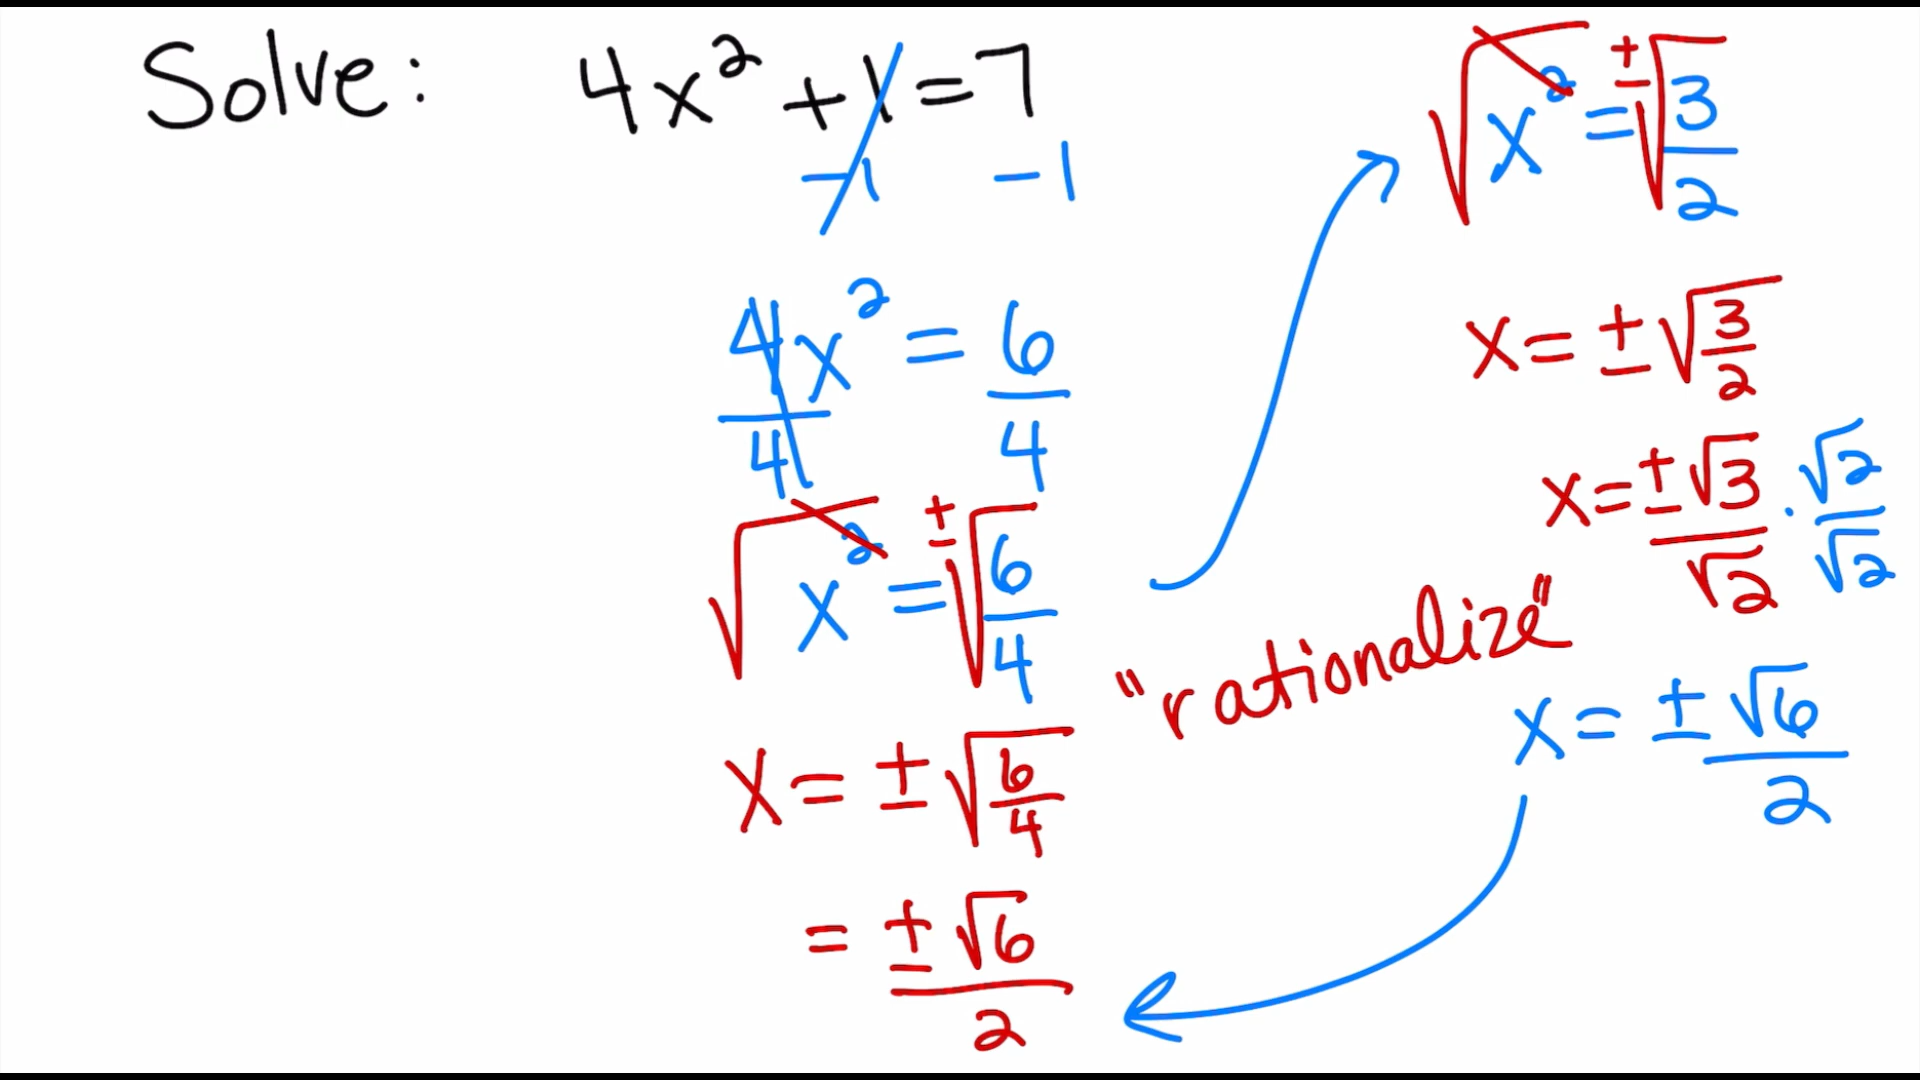 Solve: 4x² + 1 = 7
-1 -1
4x² = 6
4 4
√x² = ±√6/4
x = ±√6/4
= ±√6/2
√x² = ±√3/2
x = ±√3/2
x = ±√3/√2 · √2/√2
"rationalize"
x = ±√6/2